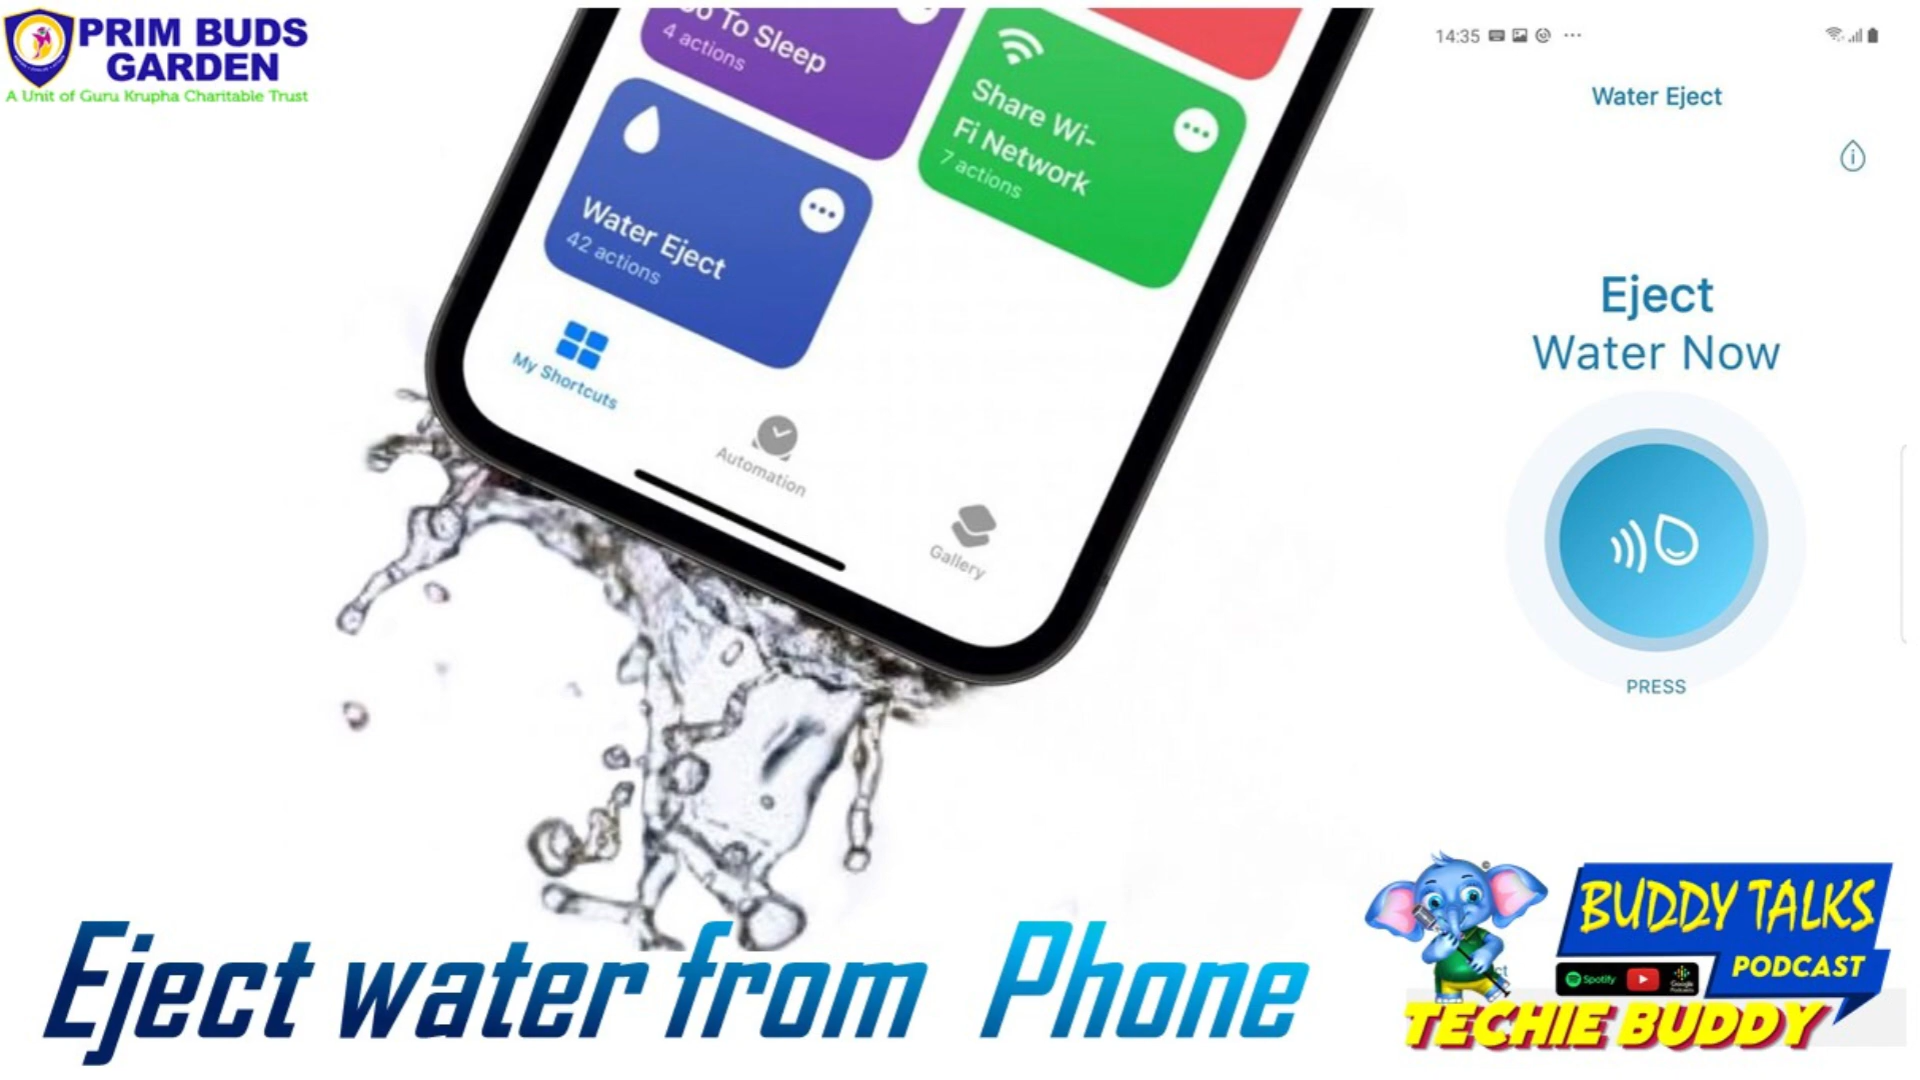 PRIM BUDS
GARDEN
A Unit of Guru Krupha Charitable Trust
To Sleep
4 actions
Share Wi-
Fi Network
7 actions
Water Eject
42 actions
My Shortcuts
Automation
Gallery
14:35
Water Eject
Eject
Water Now
PRESS
Eject water from Phone
BUDDY TALKS
PODCAST
Spotify
Google
Podcasts
TECHIE BUDDY